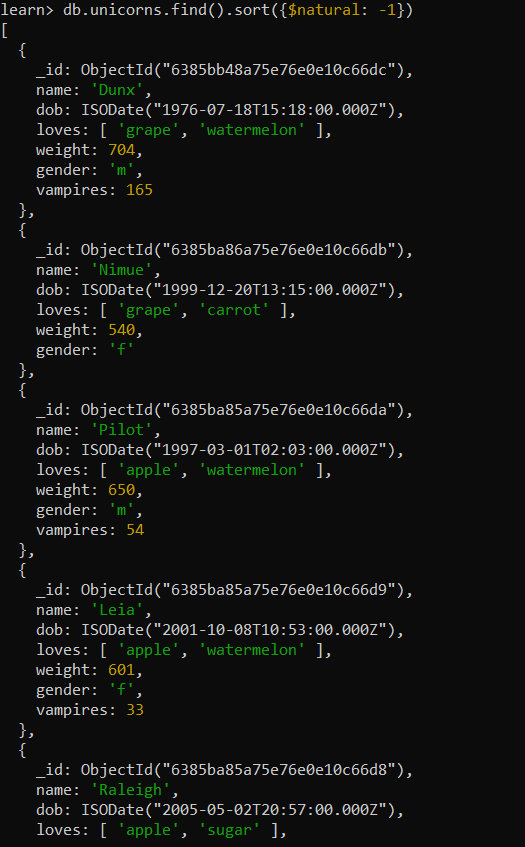 learn> db.unicorns.find().sort({$natural: -1})
[
  {
    _id: ObjectId("6385bb48a75e76e0e10c66dc"),
    name: 'Dunx',
    dob: ISODate("1976-07-18T15:18:00.000Z"),
    loves: [ 'grape', 'watermelon' ],
    weight: 704,
    gender: 'm',
    vampires: 165
  },
  {
    _id: ObjectId("6385ba86a75e76e0e10c66db"),
    name: 'Nimue',
    dob: ISODate("1999-12-20T13:15:00.000Z"),
    loves: [ 'grape', 'carrot' ],
    weight: 540,
    gender: 'f'
  },
  {
    _id: ObjectId("6385ba85a75e76e0e10c66da"),
    name: 'Pilot',
    dob: ISODate("1997-03-01T02:03:00.000Z"),
    loves: [ 'apple', 'watermelon' ],
    weight: 650,
    gender: 'm',
    vampires: 54
  },
  {
    _id: ObjectId("6385ba85a75e76e0e10c66d9"),
    name: 'Leia',
    dob: ISODate("2001-10-08T10:53:00.000Z"),
    loves: [ 'apple', 'watermelon' ],
    weight: 601,
    gender: 'f',
    vampires: 33
  },
  {
    _id: ObjectId("6385ba85a75e76e0e10c66d8"),
    name: 'Raleigh',
    dob: ISODate("2005-05-02T20:57:00.000Z"),
    loves: [ 'apple', 'sugar' ],